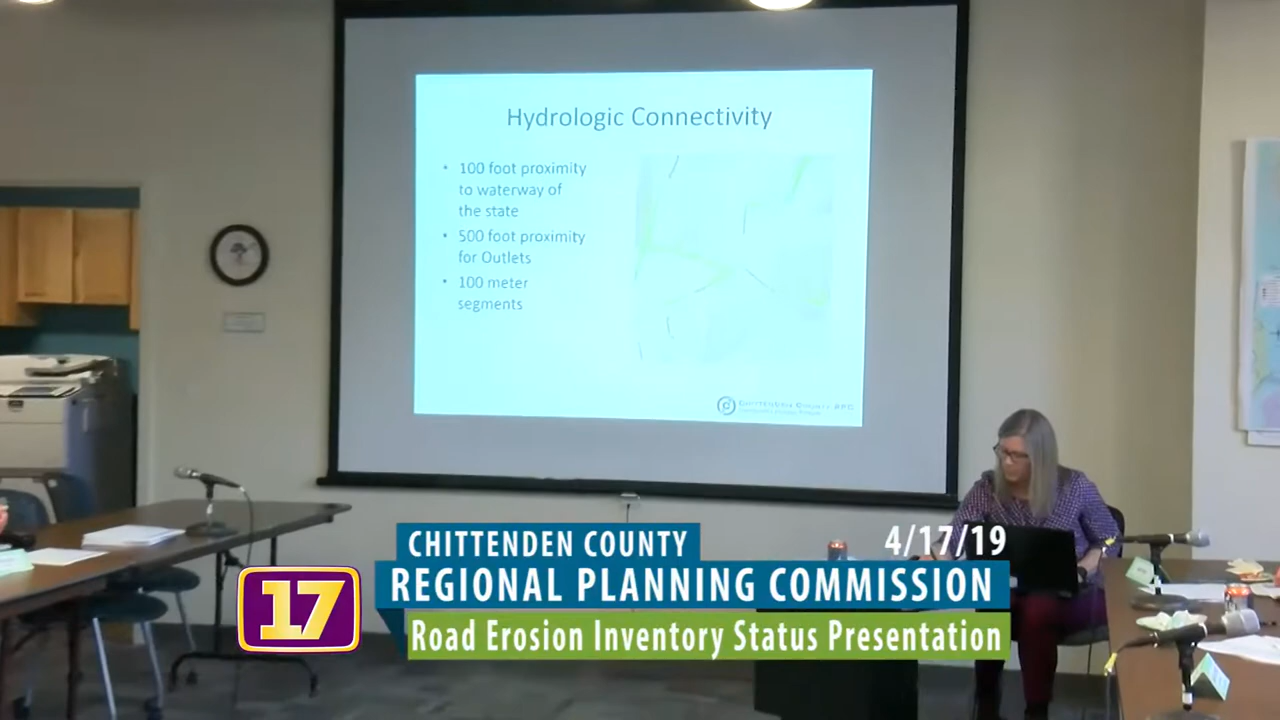 Hydrologic Connectivity
• 100 foot proximity
to waterway of
the state
• 500 foot proximity
for Outlets
• 100 meter
segments
CHITTENDEN COUNTY RPC
CHITTENDEN COUNTY
4/17/19
17
REGIONAL PLANNING COMMISSION
Road Erosion Inventory Status Presentation